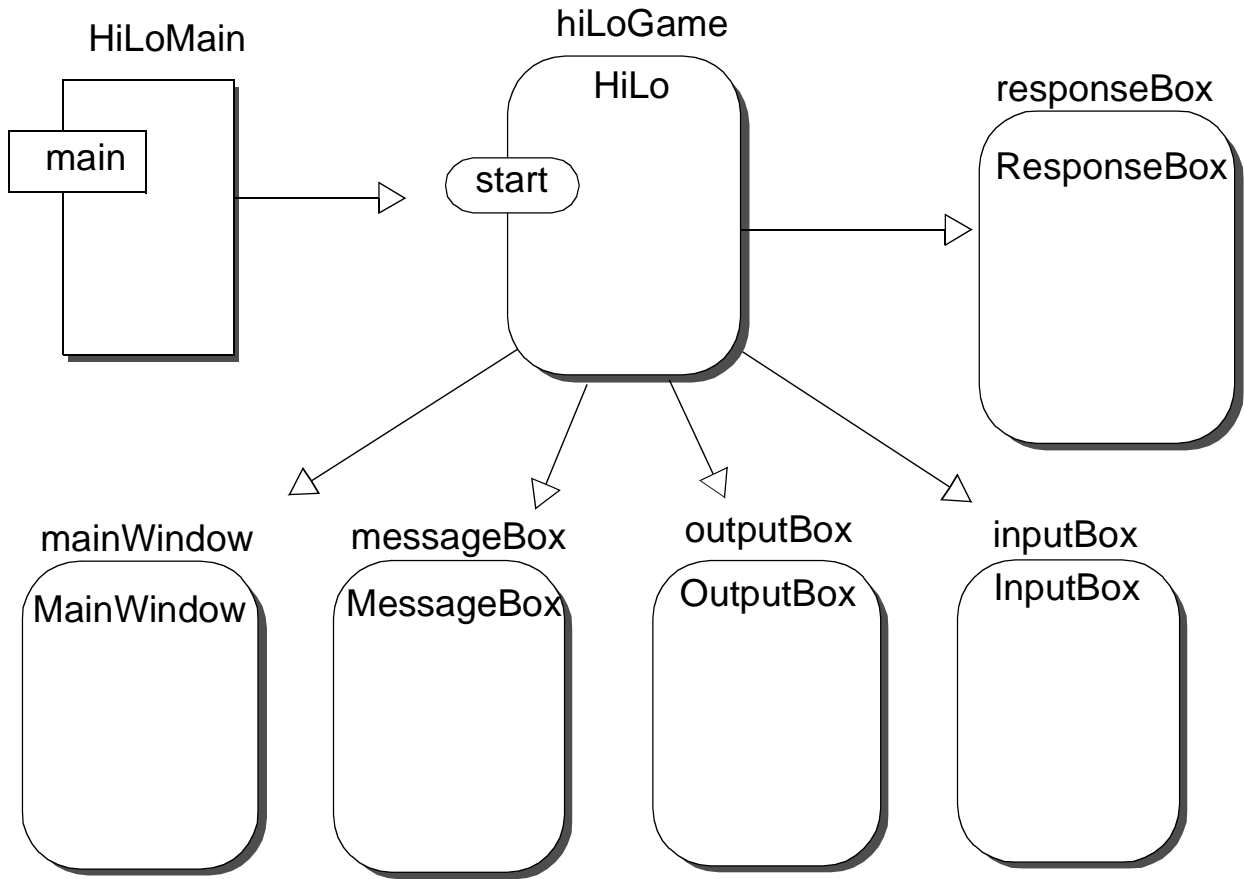 HiLoMain
main
hiLoGame
HiLo
start
responseBox
ResponseBox
mainWindow
MainWindow
messageBox
MessageBox
outputBox
OutputBox
inputBox
InputBox